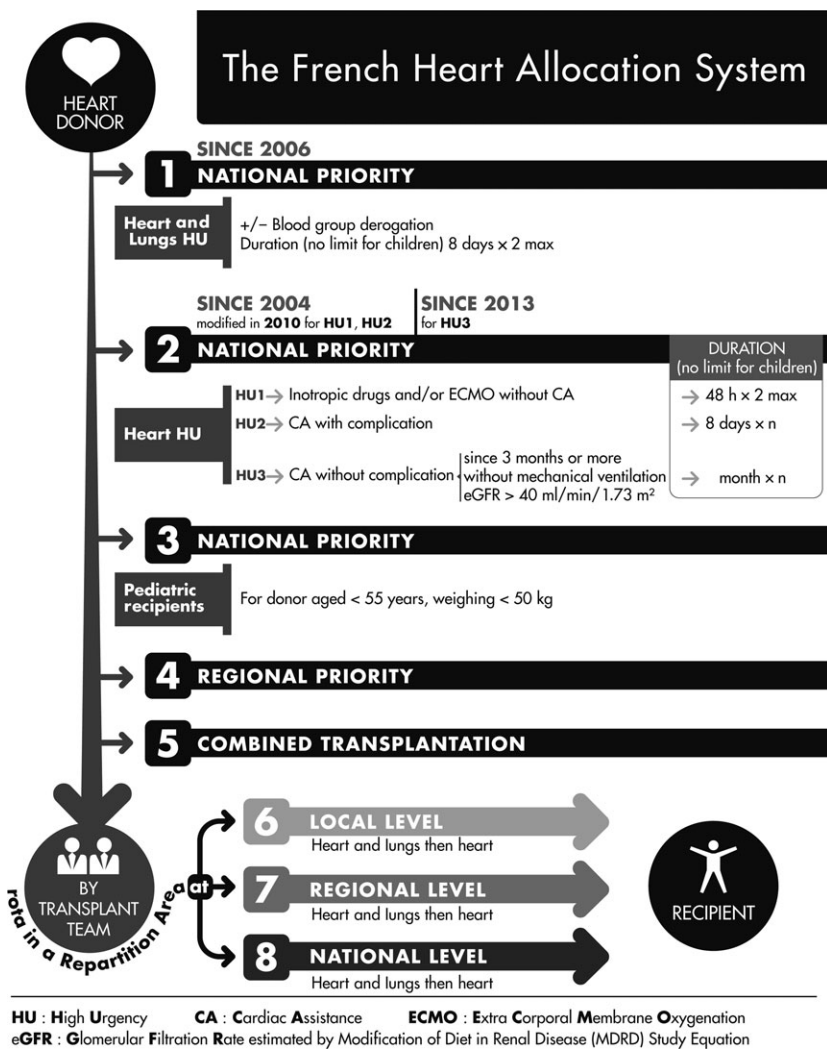 HEART
DONOR
The French Heart Allocation System
SINCE 2006
1 NATIONAL PRIORITY
Heart and
Lungs HU
+/− Blood group derogation
Duration (no limit for children) 8 days × 2 max
SINCE 2004
modified in 2010 for HU1, HU2
SINCE 2013
for HU3
2 NATIONAL PRIORITY
DURATION
(no limit for children)
Heart HU
HU1→ Inotropic drugs and/or ECMO without CA → 48 h × 2 max
HU2→ CA with complication → 8 days × n
HU3→ CA without complication
since 3 months or more
without mechanical ventilation
eGFR > 40 ml/min/1.73 m²
→ month × n
3 NATIONAL PRIORITY
Pediatric
recipients
For donor aged < 55 years, weighing < 50 kg
4 REGIONAL PRIORITY
5 COMBINED TRANSPLANTATION
BY
TRANSPLANT
TEAM
rota in a Repartition Area at
6 LOCAL LEVEL
Heart and lungs then heart
7 REGIONAL LEVEL
Heart and lungs then heart
8 NATIONAL LEVEL
Heart and lungs then heart
RECIPIENT
HU : High Urgency CA : Cardiac Assistance ECMO : Extra Corporal Membrane Oxygenation
eGFR : Glomerular Filtration Rate estimated by Modification of Diet in Renal Disease (MDRD) Study Equation